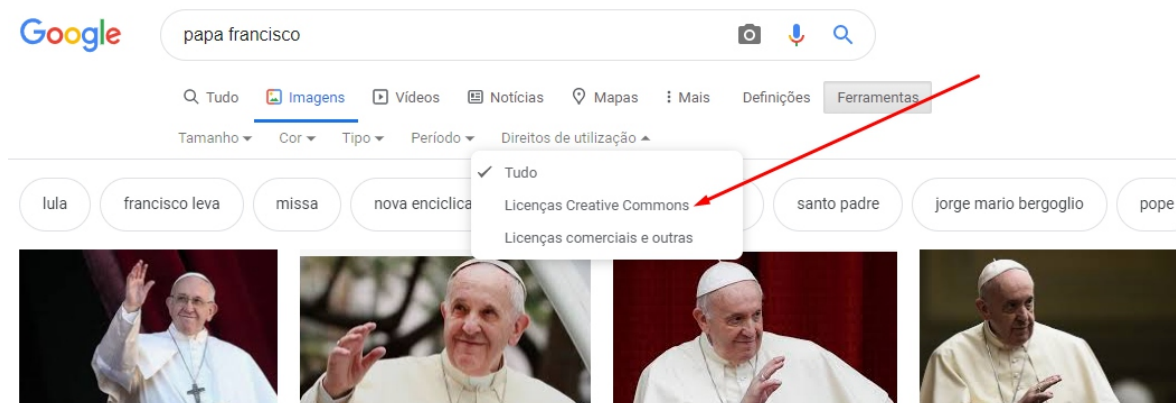 Google papa francisco
Tudo Imagens Vídeos Notícias Mapas Mais Definições Ferramentas
Tamanho Cor Tipo Período Direitos de utilização
Tudo
Licenças Creative Commons
Licenças comerciais e outras
lula francisco leva missa nova enciclica santo padre jorge mario bergoglio pope